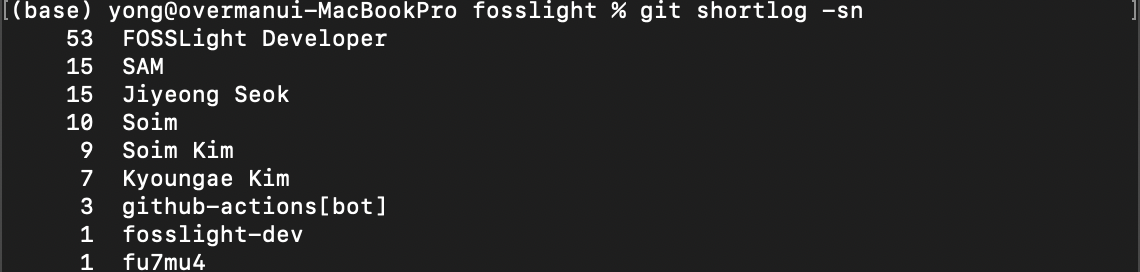 [(base) yong@overmanui-MacBookPro fosslight % git shortlog -sn ]
53 FOSSLight Developer
15 SAM
15 Jiyeong Seok
10 Soim
9 Soim Kim
7 Kyoungae Kim
3 github-actions[bot]
1 fosslight-dev
1 fu7mu4